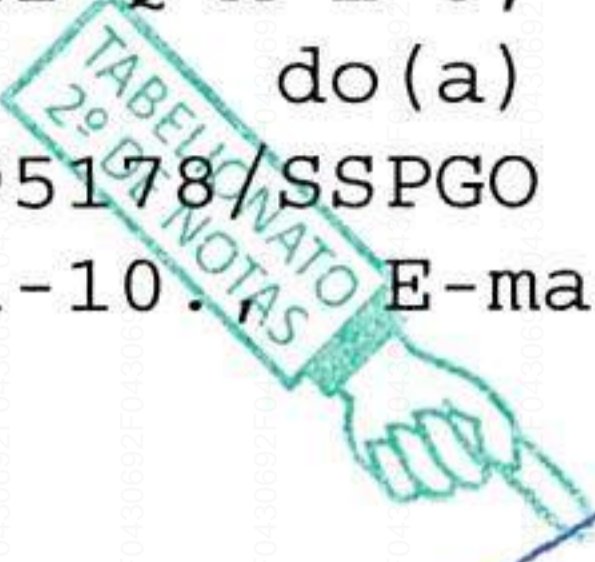 do(a)
5178/SSPGO
-10., E-ma
TABELIONATO
2º DE NOTAS